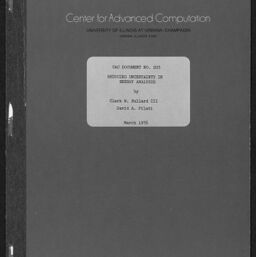 Center for Advanced Computation
UNIVERSITY OF ILLINOIS AT URBANA-CHAMPAIGN
URBANA, ILLINOIS 61801
CAC DOCUMENT NO. 205
REDUCING UNCERTAINTY IN
ENERGY ANALYSIS
by
Clark W. Bullard III
David A. Pilati
March 1976